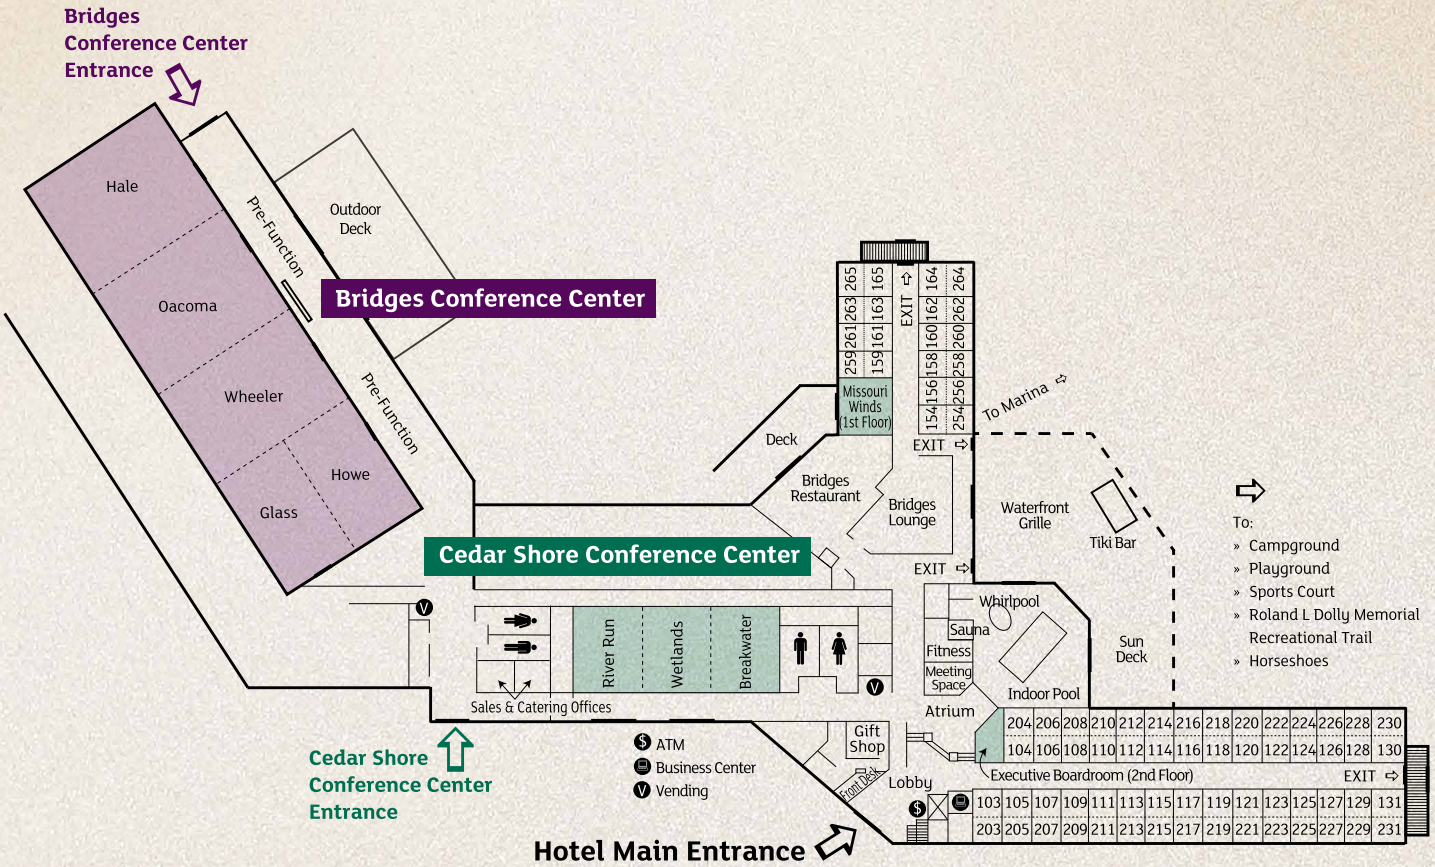 Bridges
Conference Center
Entrance
Hale
Pre-Function
Outdoor
Deck
Oacoma
Bridges Conference Center
Wheeler
Pre-Function
Howe
Glass
265 165 EXIT 164 264
263 163 162 262
261 161 160 260
259 159 158 258
156 256
154 254
Missouri
Winds
(1st Floor)
To Marina
Deck
EXIT
Bridges
Restaurant
Bridges
Lounge
Waterfront
Grille
Tiki Bar
To:
» Campground
» Playground
» Sports Court
» Roland L Dolly Memorial
Recreational Trail
» Horseshoes
Cedar Shore Conference Center
EXIT
V
River Run
Wetlands
Breakwater
Whirlpool
Sauna
Fitness
Meeting
Space
Sun
Deck
Indoor Pool
V
Sales & Catering Offices
Atrium
204 206 208 210 212 214 216 218 220 222 224 226 228 230
104 106 108 110 112 114 116 118 120 122 124 126 128 130
Executive Boardroom (2nd Floor)
EXIT
Gift
Shop
Front Desk
Lobby
$
103 105 107 109 111 113 115 117 119 121 123 125 127 129 131
203 205 207 209 211 213 215 217 219 221 223 225 227 229 231
$ ATM
Business Center
V Vending
Cedar Shore
Conference Center
Entrance
Hotel Main Entrance